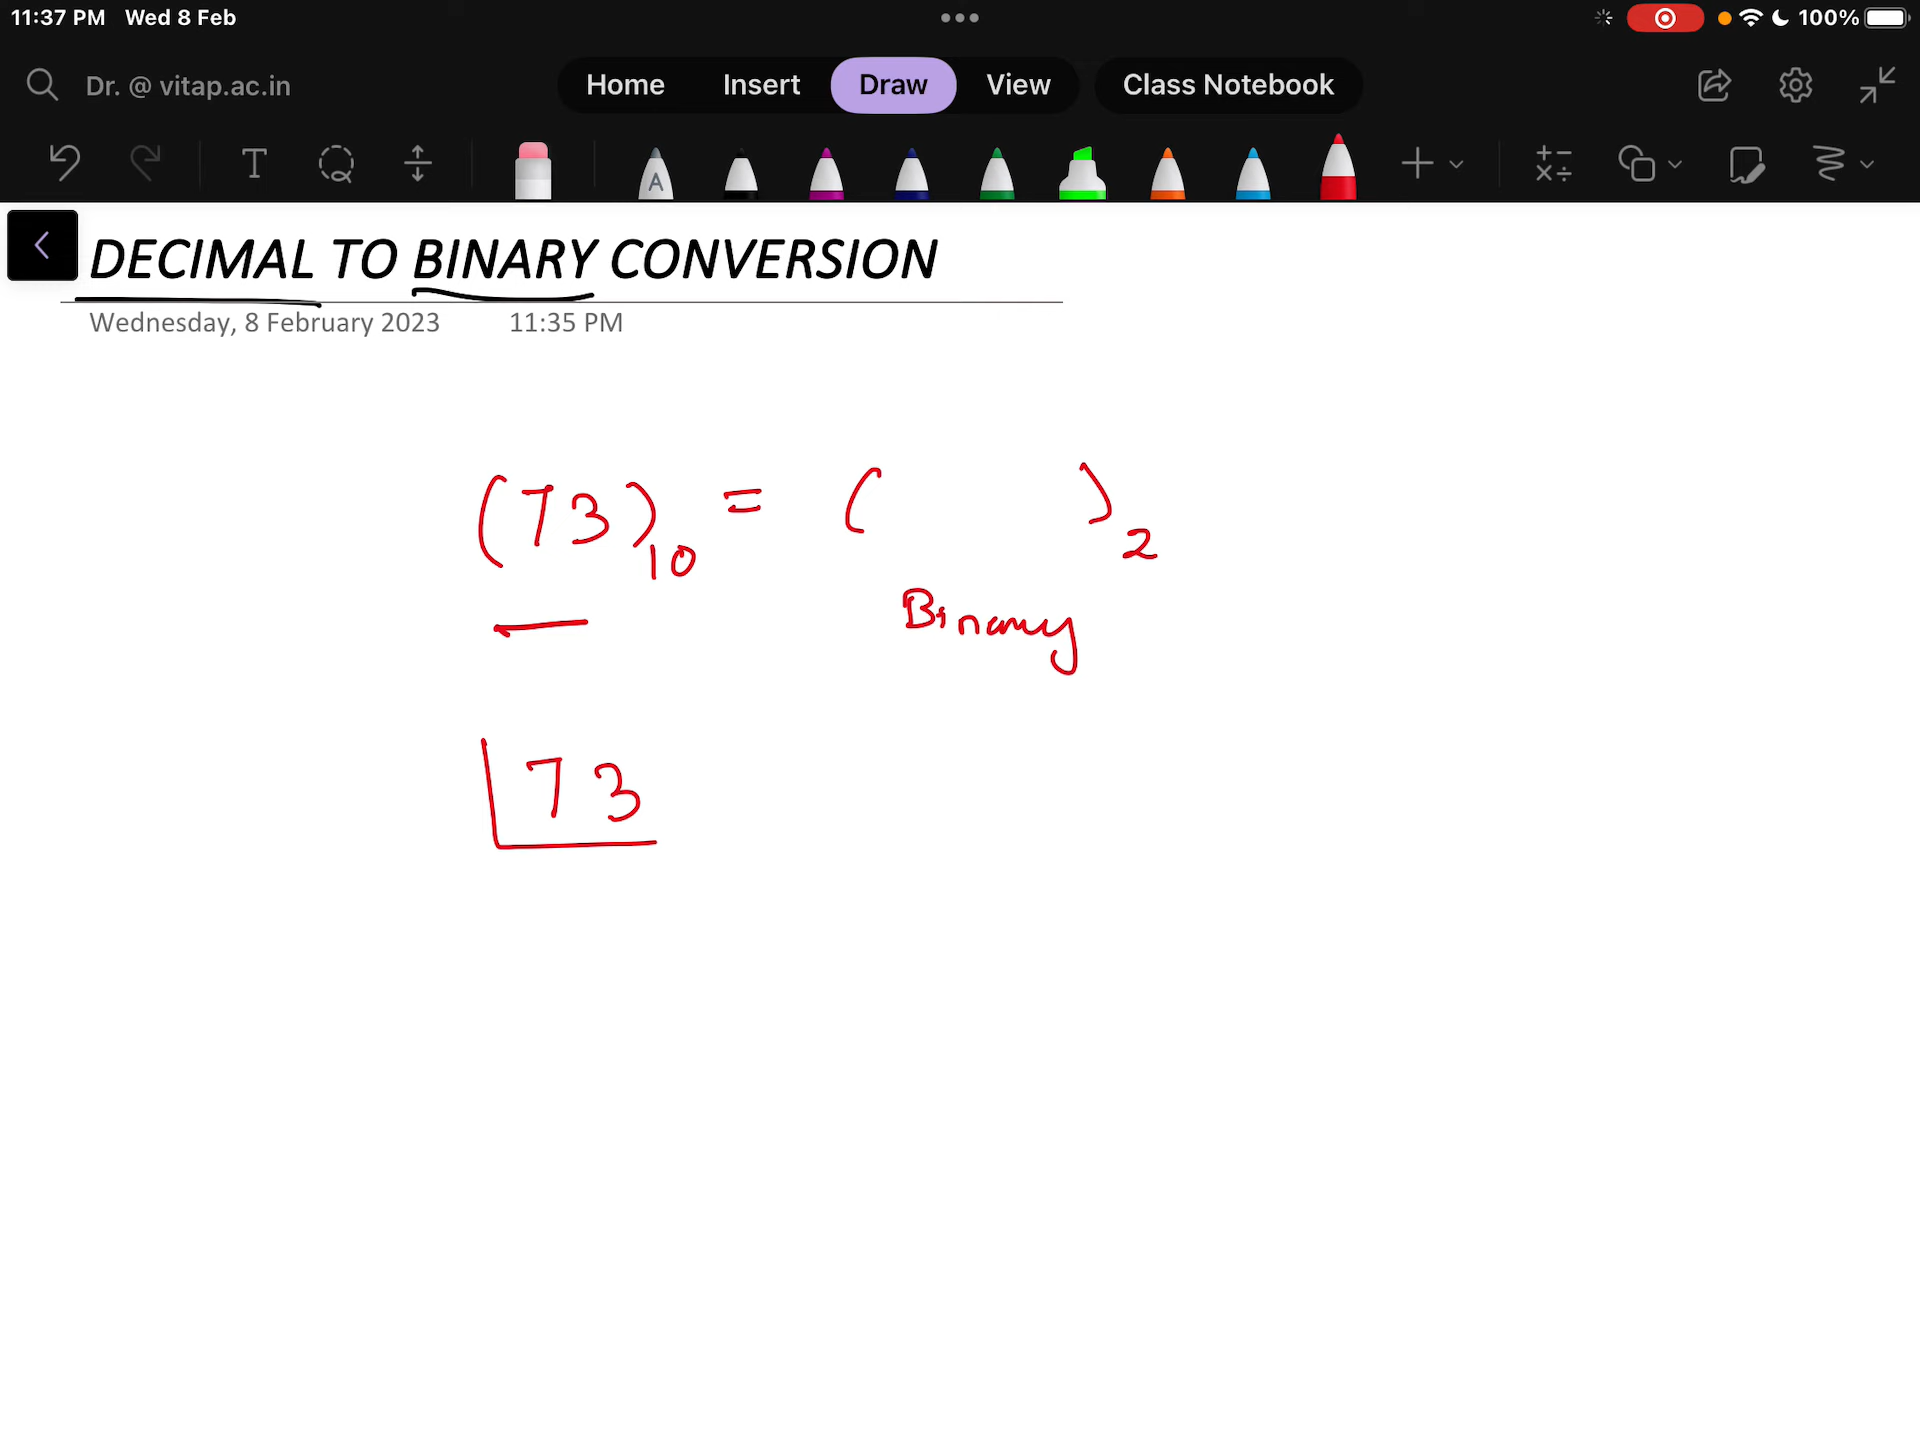 11:37 PM Wed 8 Feb 100%
Dr. @ vitap.ac.in Home Insert Draw View Class Notebook
T A
DECIMAL TO BINARY CONVERSION
Wednesday, 8 February 2023 11:35 PM
(73)₁₀ = ( )₂
Binary
73